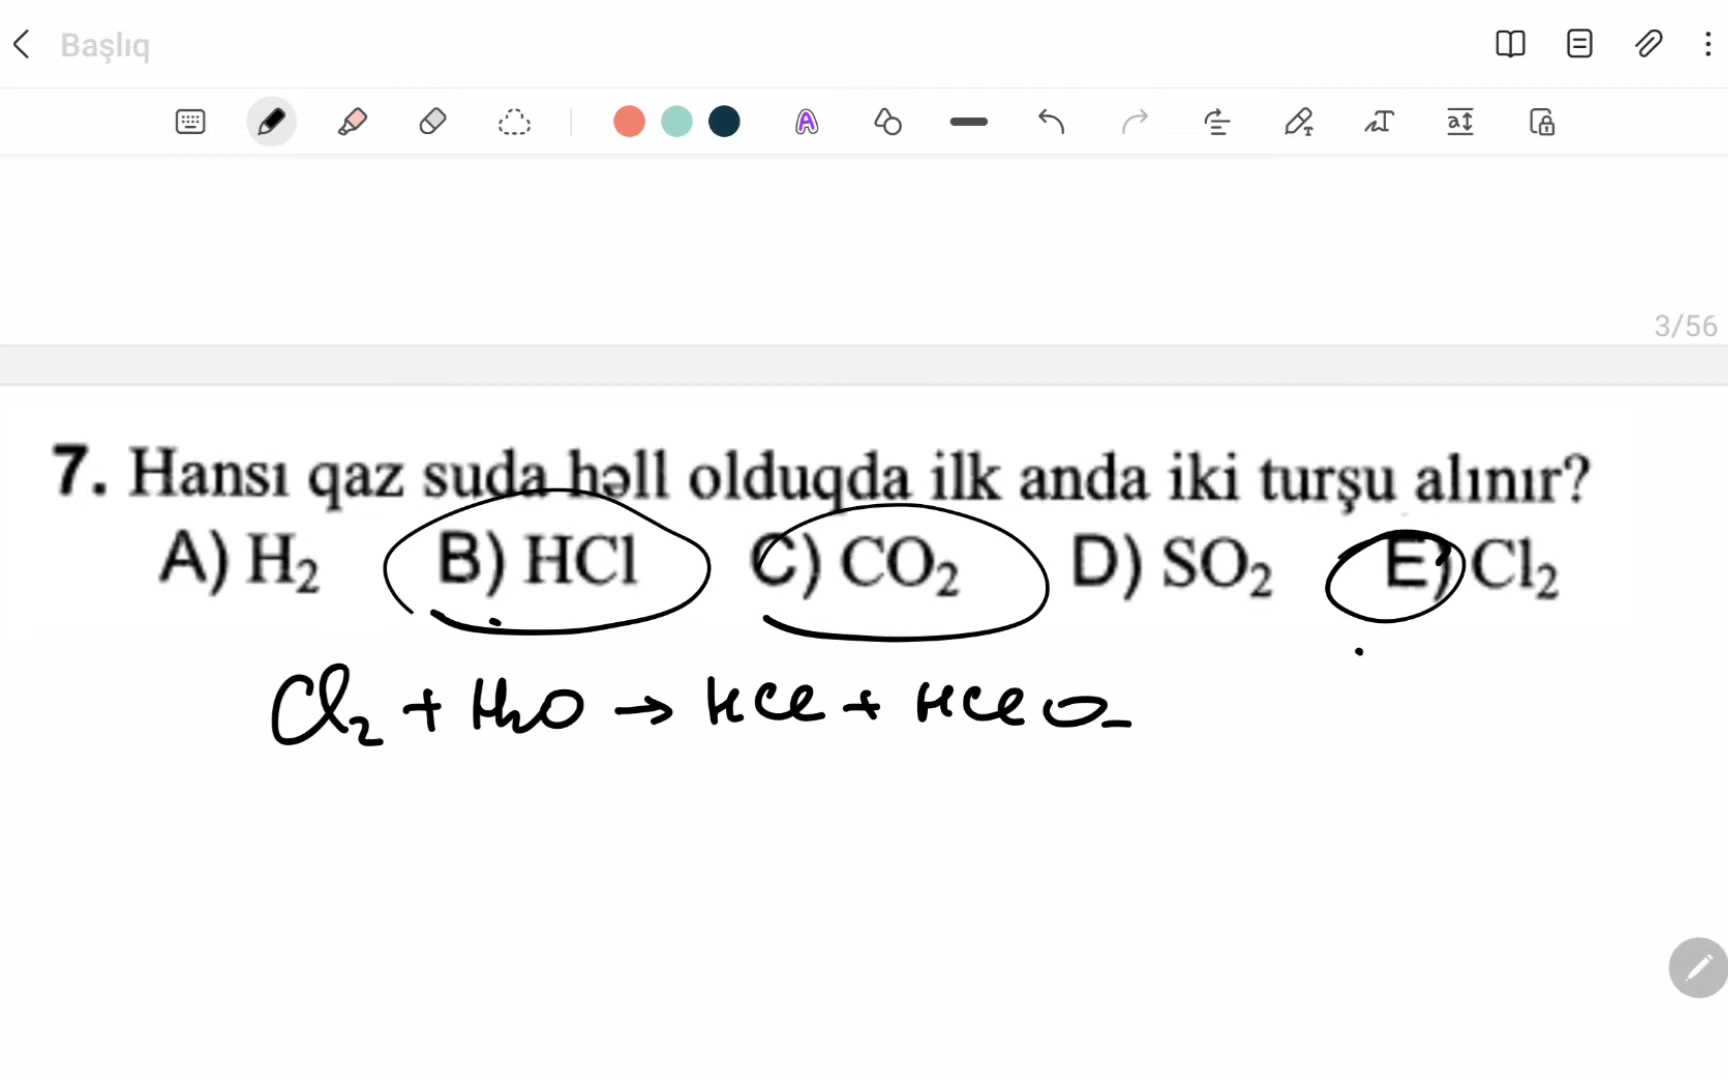 Başlıq
3/56
7. Hansı qaz suda həll olduqda ilk anda iki turşu alınır?
A) H₂ B) HCl C) CO₂ D) SO₂ E) Cl₂
Cl₂ + H₂O → HCl + HClO